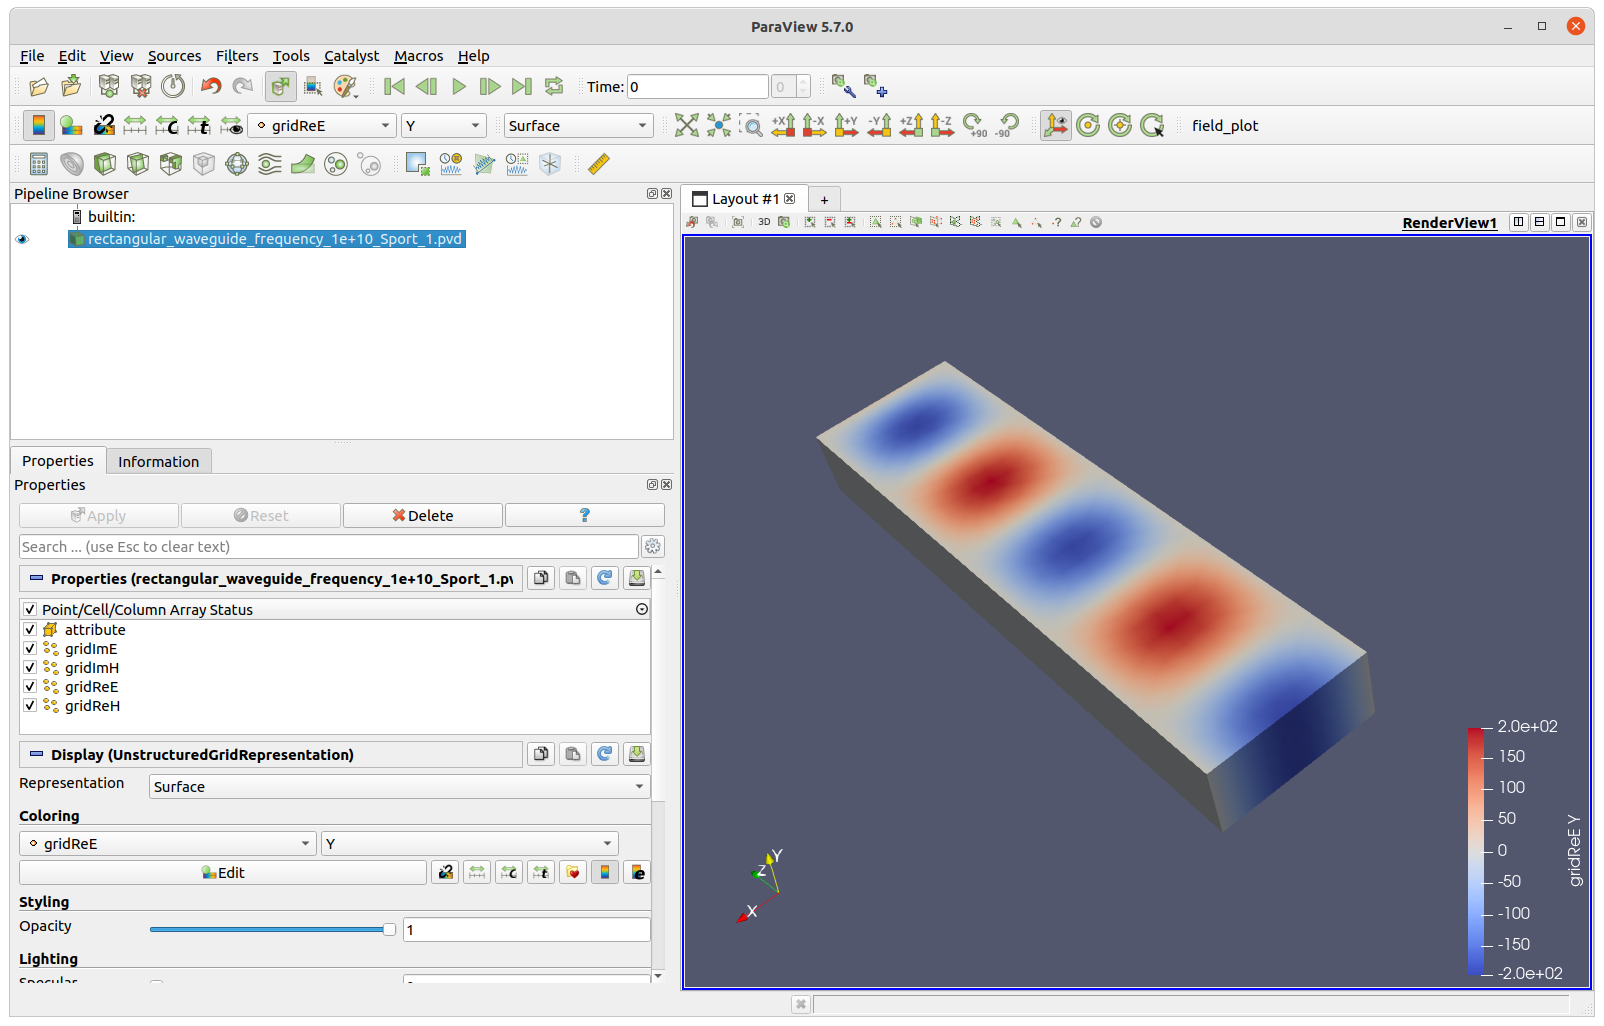 ParaView 5.7.0
File Edit View Sources Filters Tools Catalyst Macros Help
Time: 0 0
gridReE Y Surface +X -X +Y -Y +Z -Z +90 -90 field_plot
Pipeline Browser
builtin:
rectangular_waveguide_frequency_1e+10_Sport_1.pvd
Properties Information
Properties
Apply Reset Delete ?
Search ... (use Esc to clear text)
Properties (rectangular_waveguide_frequency_1e+10_Sport_1.pv
Point/Cell/Column Array Status
attribute
gridImE
gridImH
gridReE
gridReH
Display (UnstructuredGridRepresentation)
Representation Surface
Coloring
gridReE Y
Edit
Styling
Opacity 1
Lighting
Specular
Layout #1 +
3D RenderView1
2.0e+02
150
100
50
0
-50
-100
-150
-2.0e+02
gridReE Y
Y
Z
X